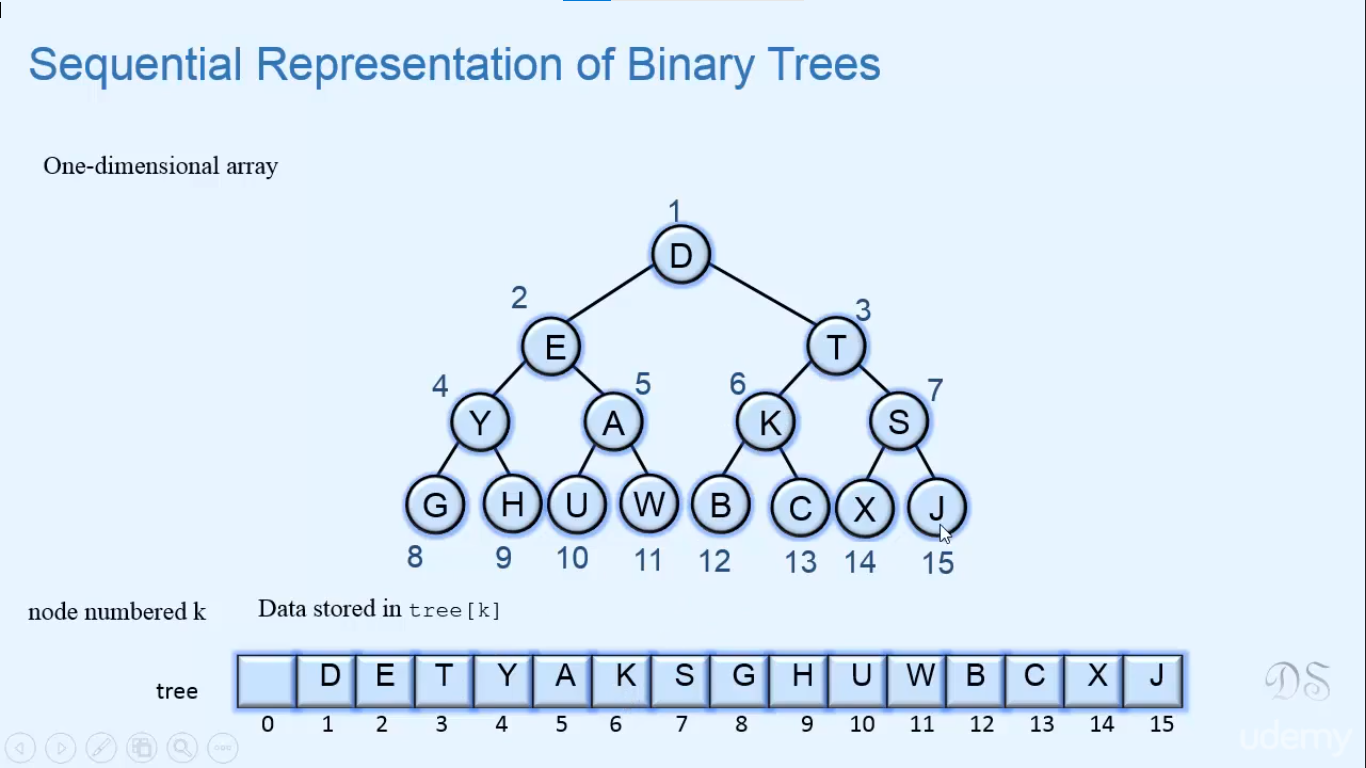 Sequential Representation of Binary Trees
One-dimensional array
1
D
2
3
E
T
4
5
6
7
Y
A
K
S
G H U W B C X J
8 9 10 11 12 13 14 15
node numbered k Data stored in tree[k]
D E T Y A K S G H U W B C X J
tree
0 1 2 3 4 5 6 7 8 9 10 11 12 13 14 15
DS
udemy